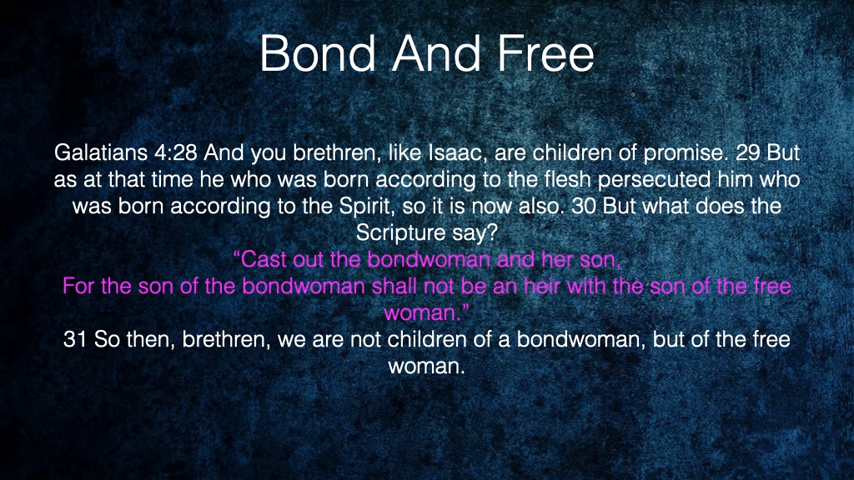 Bond And Free
Galatians 4:28 And you brethren, like Isaac, are children of promise. 29 But
as at that time he who was born according to the flesh persecuted him who
was born according to the Spirit, so it is now also. 30 But what does the
Scripture say?
“Cast out the bondwoman and her son,
For the son of the bondwoman shall not be an heir with the son of the free
woman.”
31 So then, brethren, we are not children of a bondwoman, but of the free
woman.